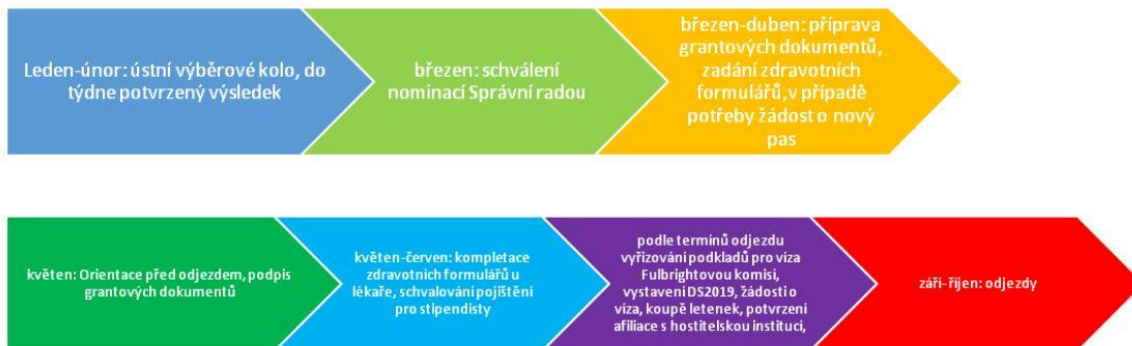 Leden-únor: ústní výběrové kolo, do
týdne potvrzený výsledek
březen: schválení
nominací Správní radou
březen-duben: příprava
grantových dokumentů,
zadání zdravotních
formulářů, v případě
potřeby žádost o nový
pas
květen: Orientace před odjezdem, podpis
grantových dokumentů
květen-červen: kompletace
zdravotních formulářů u
lékaře, schvalování pojištění
pro stipendisty
podle termínů odjezdu
vyřizování podkladů pro víza
Fulbrightovou komisí,
vystavení DS2019, žádosti o
víza, koupě letenek, potvrzení
afiliace s hostitelskou institucí,
září-říjen: odjezdy